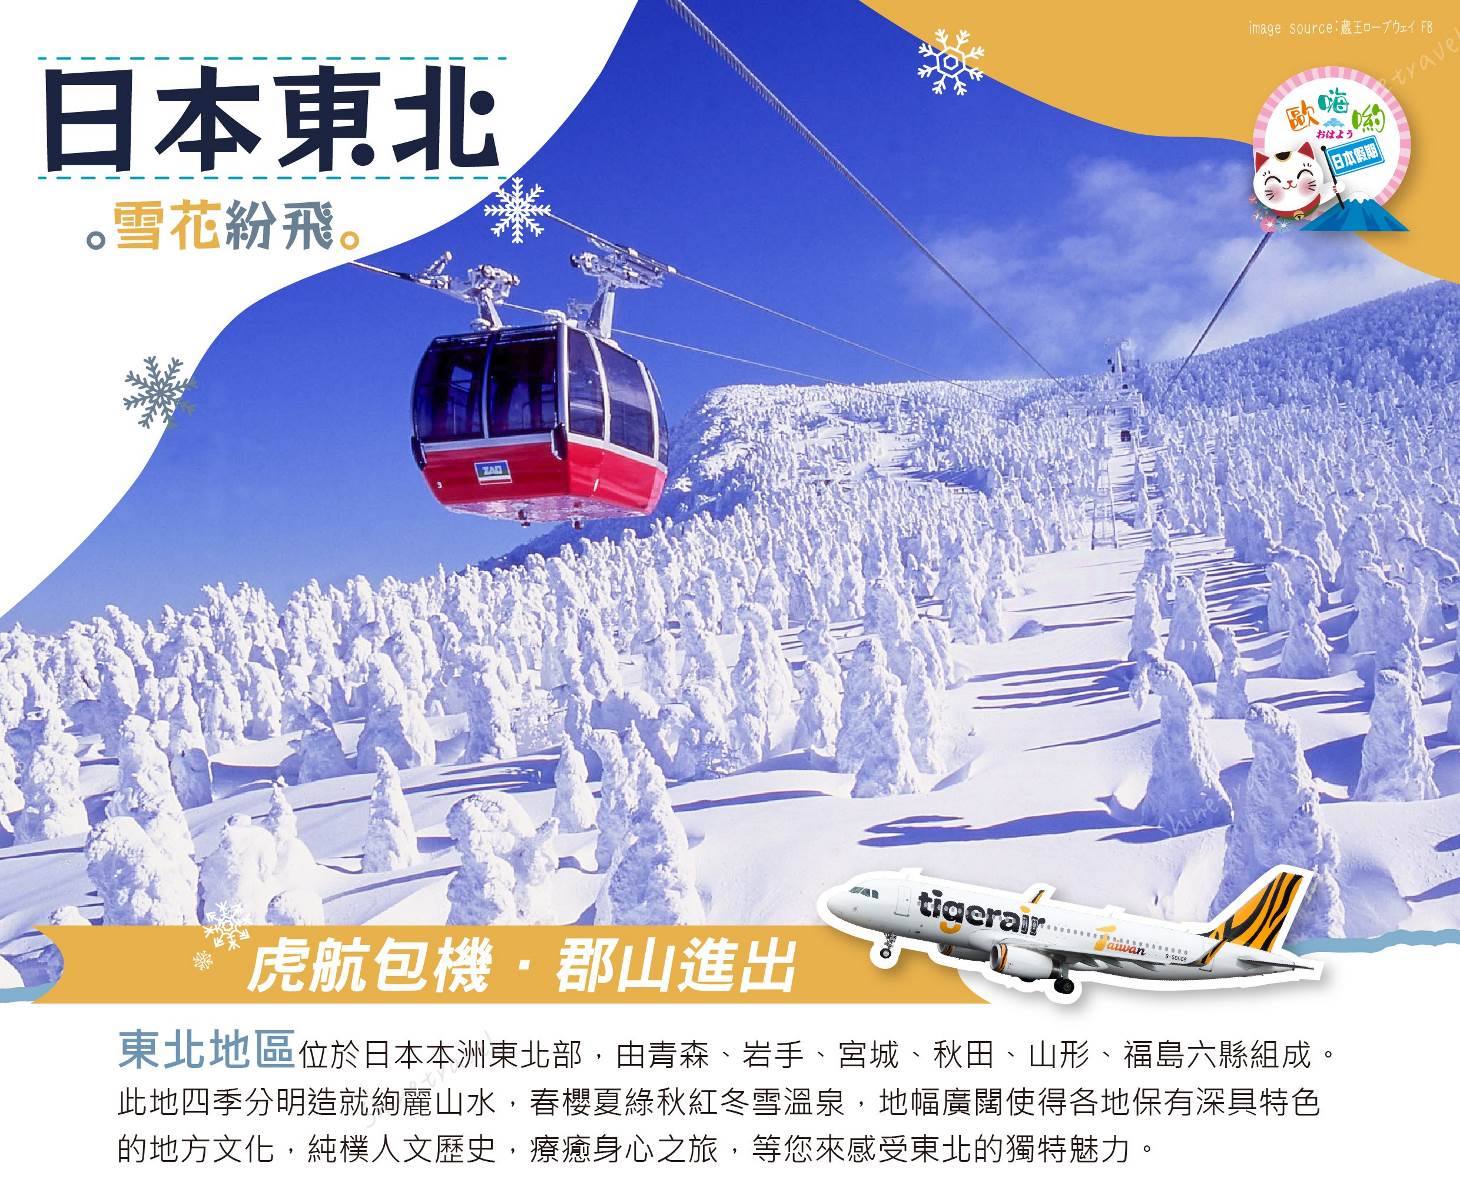 image source:蔵王ロープウェイ FB
日本東北
。雪花紛飛。
歐嗨喲
おはよう
日本假期
ZAO
3
tigerair
Taiwan
虎航包機·郡山進出
東北地區位於日本本洲東北部，由青森、岩手、宮城、秋田、山形、福島六縣組成。
此地四季分明造就絢麗山水，春櫻夏綠秋紅冬雪溫泉，地幅廣闊使得各地保有深具特色
的地方文化，純樸人文歷史，療癒身心之旅，等您來感受東北的獨特魅力。